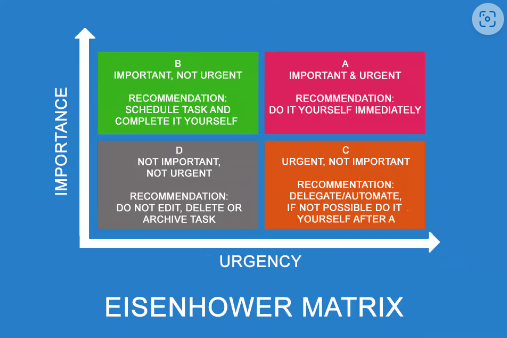 B
IMPORTANT, NOT URGENT
RECOMMENDATION:
SCHEDULE TASK AND
COMPLETE IT YOURSELF
A
IMPORTANT & URGENT
RECOMMENDATION:
DO IT YOURSELF IMMEDIATELY
IMPORTANCE
D
NOT IMPORTANT,
NOT URGENT
RECOMMENDATION:
DO NOT EDIT, DELETE OR
ARCHIVE TASK
C
URGENT, NOT IMPORTANT
RECOMENTATION:
DELEGATE/AUTOMATE,
IF NOT POSSIBLE DO IT
YOURSELF AFTER A
URGENCY
EISENHOWER MATRIX